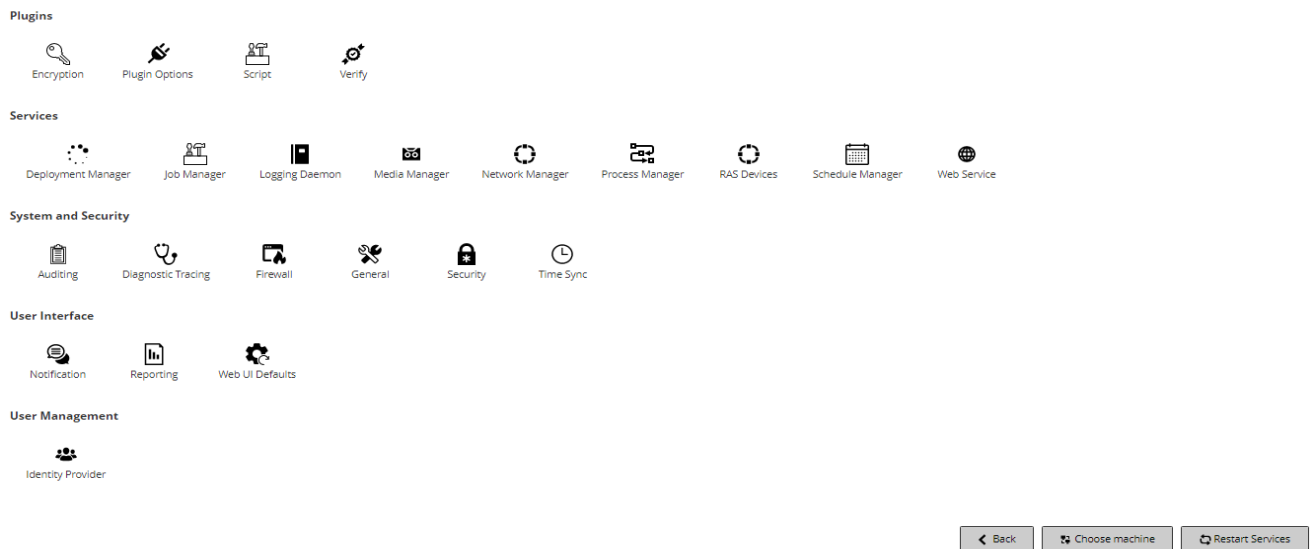 Plugins
Encryption Plugin Options Script Verify
Services
Deployment Manager Job Manager Logging Daemon Media Manager Network Manager Process Manager RAS Devices Schedule Manager Web Service
System and Security
Auditing Diagnostic Tracing Firewall General Security Time Sync
User Interface
Notification Reporting Web UI Defaults
User Management
Identity Provider
Back Choose machine Restart Services